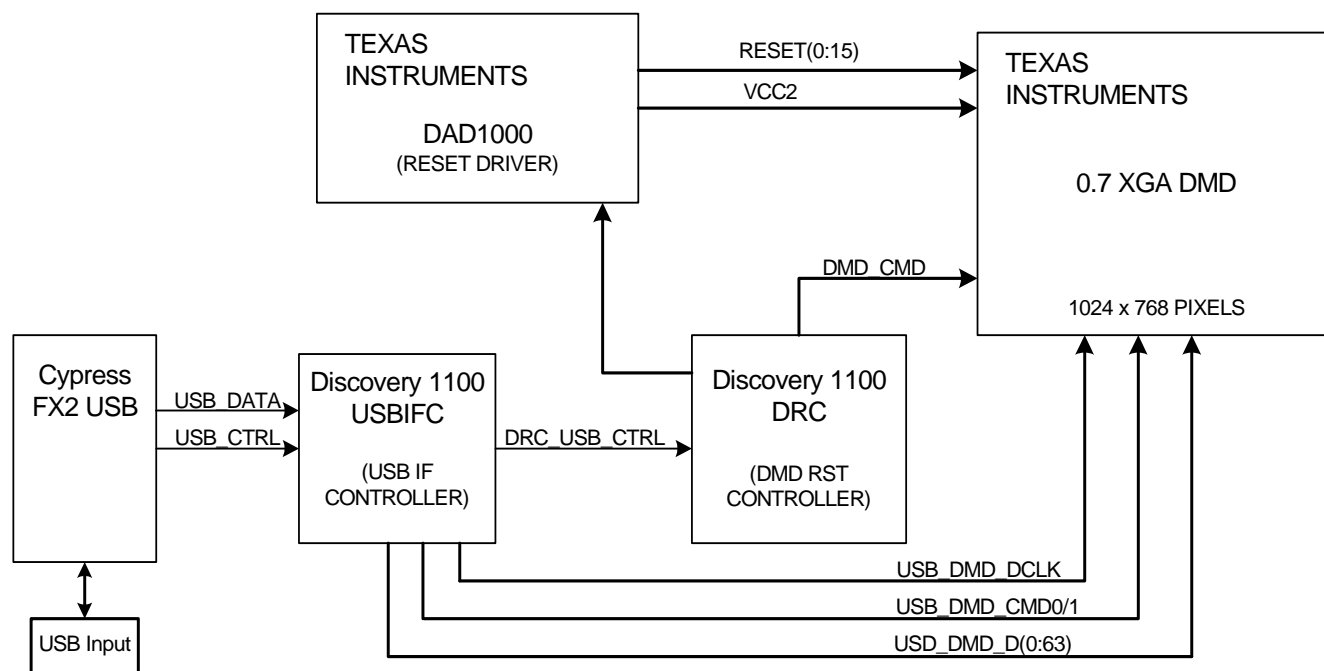 TEXAS
INSTRUMENTS
DAD1000
(RESET DRIVER)
RESET(0:15)
VCC2
TEXAS
INSTRUMENTS
0.7 XGA DMD
1024 x 768 PIXELS
DMD_CMD
Cypress
FX2 USB
USB_DATA
USB_CTRL
Discovery 1100
USBIFC
(USB IF
CONTROLLER)
DRC_USB_CTRL
Discovery 1100
DRC
(DMD RST
CONTROLLER)
USB_DMD_DCLK
USB_DMD_CMD0/1
USD_DMD_D(0:63)
USB Input